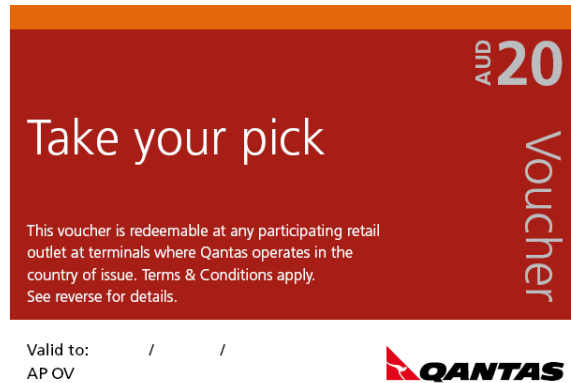 AUD 20
Voucher
Take your pick
This voucher is redeemable at any participating retail
outlet at terminals where Qantas operates in the
country of issue. Terms & Conditions apply.
See reverse for details.
Valid to: / /
AP OV
QANTAS